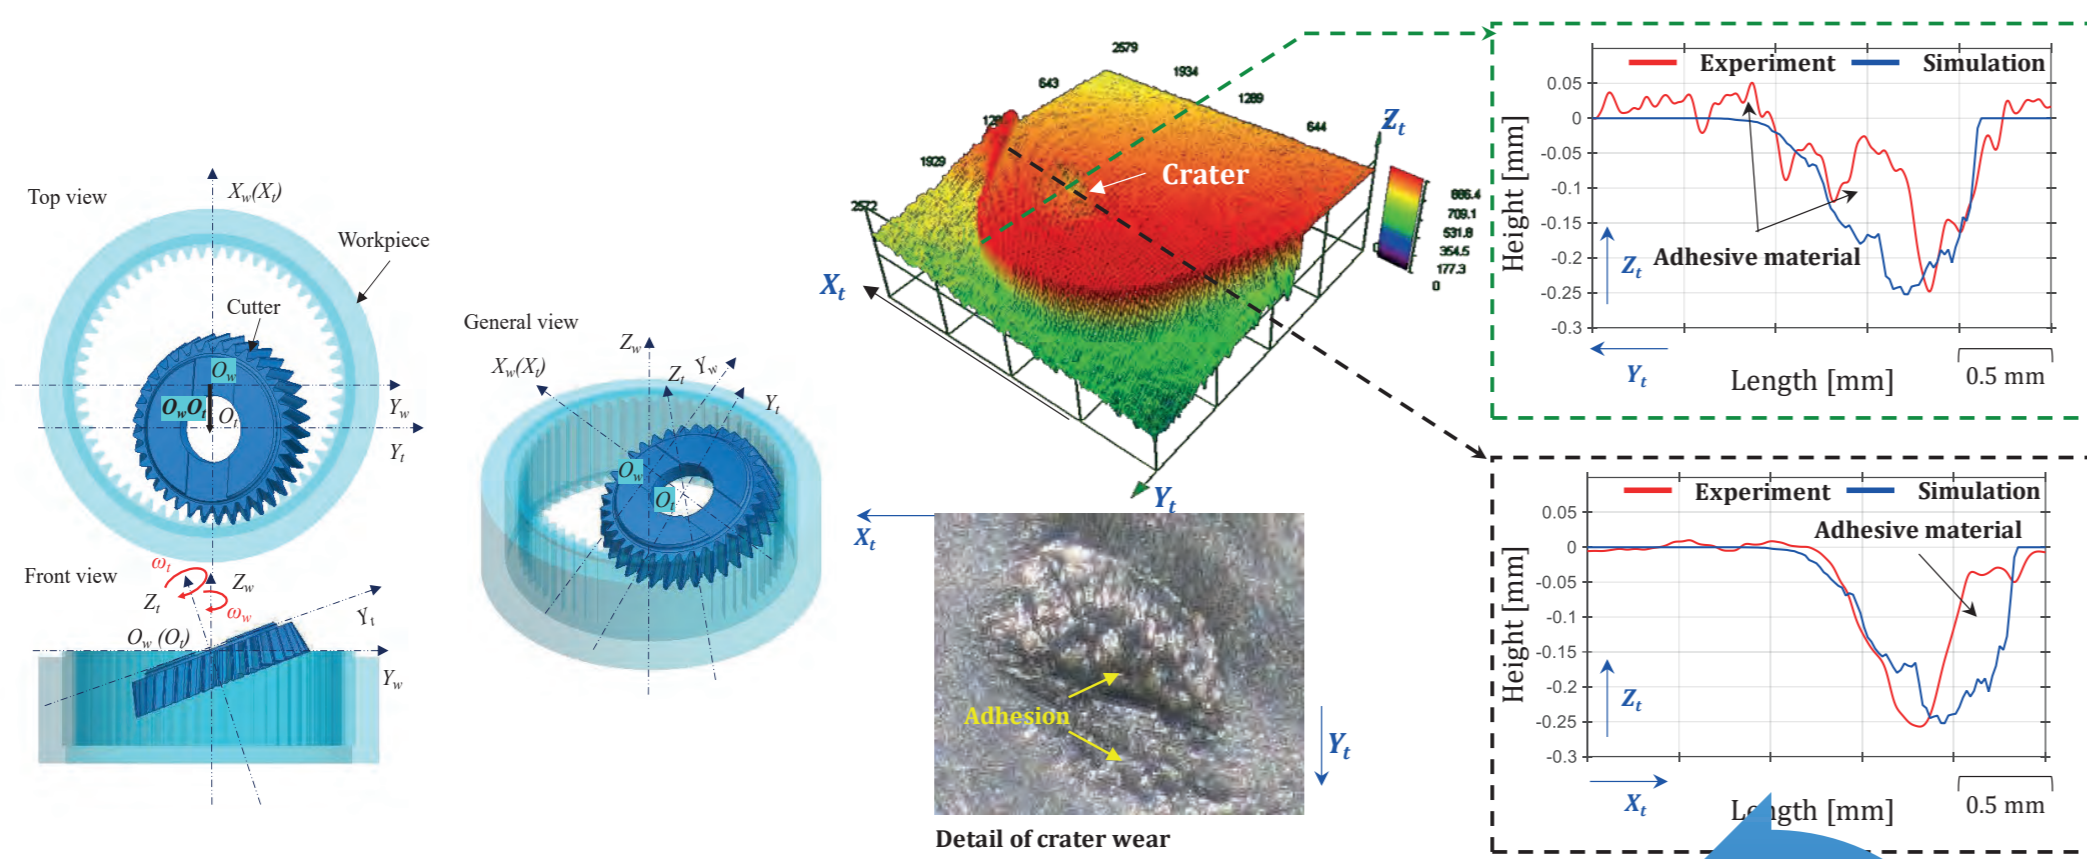 Top view
Xw(Xt)
Workpiece
Cutter
Ow
OwOt
Ot
Yw
Yt
Front view
ωt
Zt
Zw
ωw
Yt
Ow (Ot)
Yw
General view
Zw
Xw(Xt)
Zt
Yw
Yt
Ow
Ot
2579
1934
1289
644
643
1929
2572
Crater
Zt
Xt
Yt
709.1
531.8
354.5
177.3
0
Xt
Adhesion
Yt
Detail of crater wear
Experiment
Simulation
0.05
0
-0.05
-0.1
-0.15
-0.2
-0.25
-0.3
Height [mm]
Zt
Adhesive material
Yt
Length [mm]
0.5 mm
Experiment
Simulation
Adhesive material
0.05
0
-0.05
-0.1
-0.15
-0.2
-0.25
-0.3
Height [mm]
Zt
Xt
Length [mm]
0.5 mm